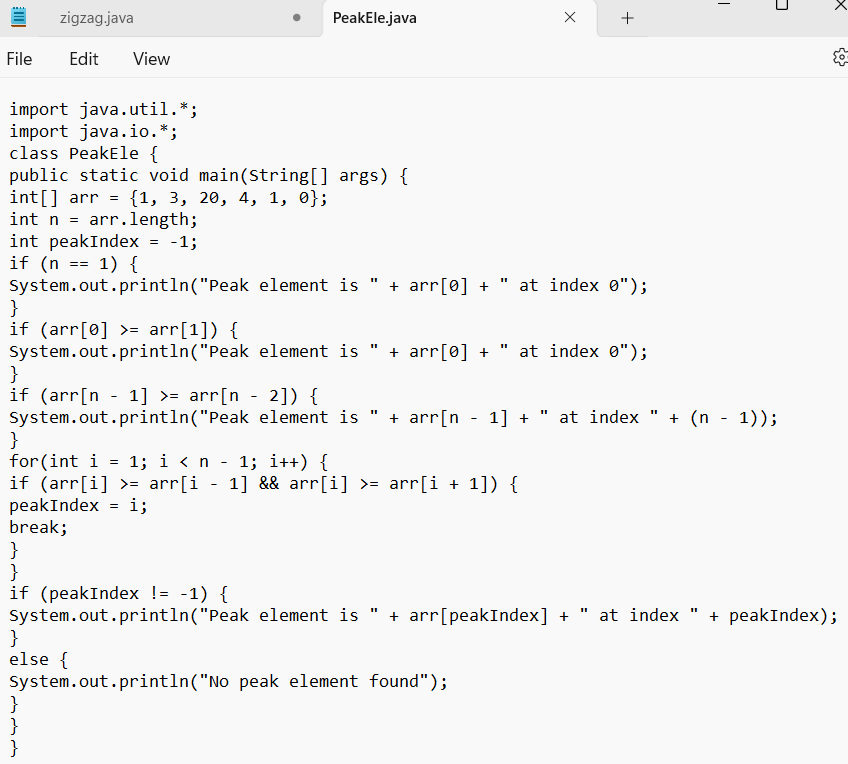 zigzag.java
PeakEle.java
File Edit View
import java.util.*;
import java.io.*;
class PeakEle {
public static void main(String[] args) {
int[] arr = {1, 3, 20, 4, 1, 0};
int n = arr.length;
int peakIndex = -1;
if (n == 1) {
System.out.println("Peak element is " + arr[0] + " at index 0");
}
if (arr[0] >= arr[1]) {
System.out.println("Peak element is " + arr[0] + " at index 0");
}
if (arr[n - 1] >= arr[n - 2]) {
System.out.println("Peak element is " + arr[n - 1] + " at index " + (n - 1));
}
for(int i = 1; i < n - 1; i++) {
if (arr[i] >= arr[i - 1] && arr[i] >= arr[i + 1]) {
peakIndex = i;
break;
}
}
if (peakIndex != -1) {
System.out.println("Peak element is " + arr[peakIndex] + " at index " + peakIndex);
}
else {
System.out.println("No peak element found");
}
}
}